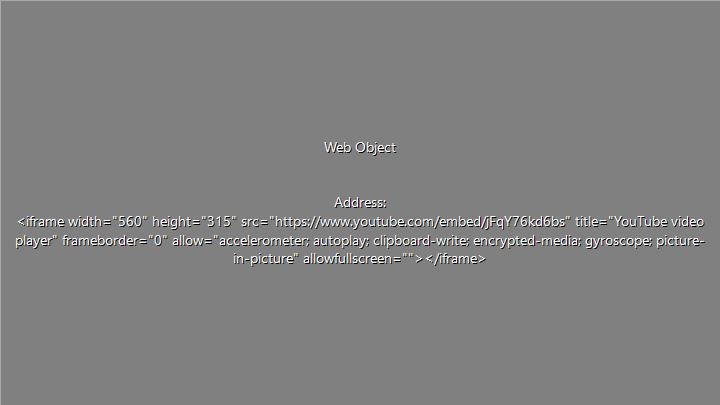 Web Object
Address:
<iframe width="560" height="315" src="https://www.youtube.com/embed/jFqY76kd6bs" title="YouTube video
player" frameborder="0" allow="accelerometer; autoplay; clipboard-write; encrypted-media; gyroscope; picture-
in-picture" allowfullscreen=""></iframe>